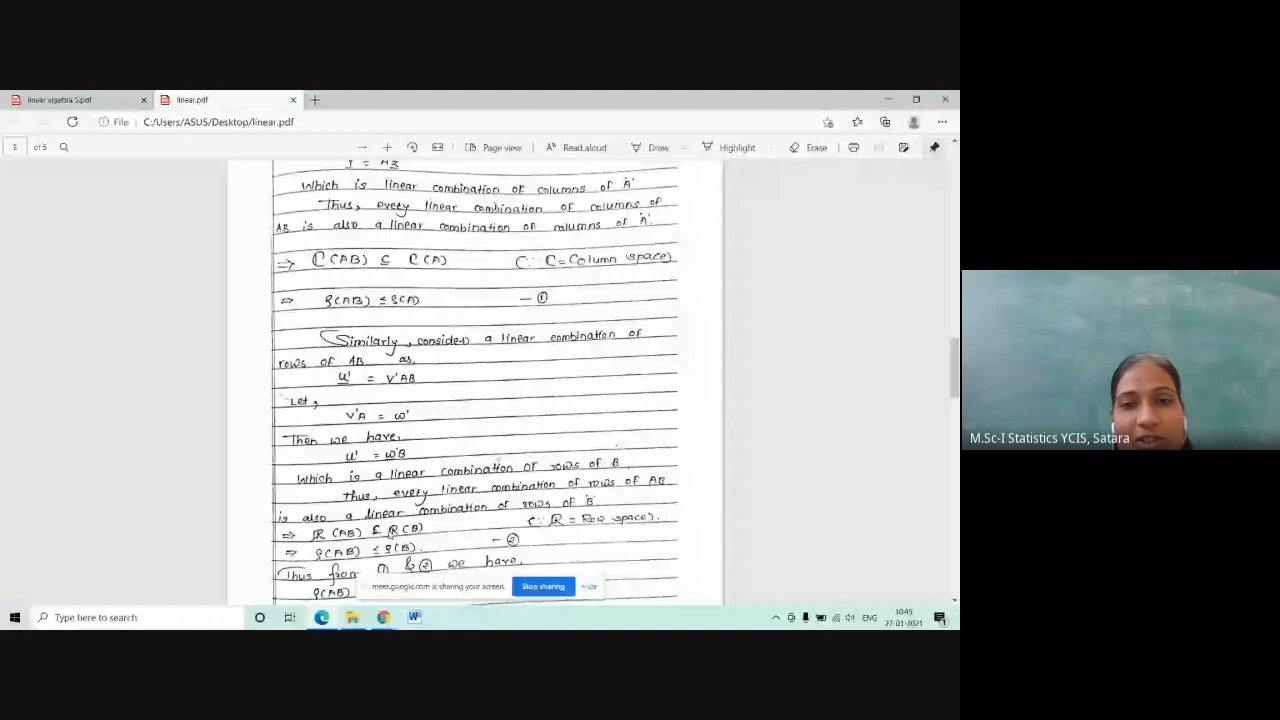 linear algebra 5.pdf
linear.pdf
File
C:/Users/ASUS/Desktop/linear.pdf
3 of 5
Page view
Read aloud
Draw
Highlight
Erase
Y = AZ
Which is linear combination of columns of 'A'
Thus, every linear combination of columns of
AB is also a linear combination of columns of 'A'.
⇒ ℂ(AB) ⊆ ℂ(A) (∵ ℂ=Column space)
⇒ ρ(AB) ≤ ρ(A) — ①
Similarly, consider a linear combination of
rows of AB as,
u' = v'AB
Let,
v'A = w'
Then we have,
u' = w'B
Which is a linear combination of rows of B.
Thus, every linear combination of rows of AB
is also a linear combination of rows of 'B'.
⇒ ℝ(AB) ⊆ ℝ(B) (∵ ℝ = Row space).
⇒ ρ(AB) ≤ ρ(B). — ②
Thus from ① & ② we have,
ρ(AB)
meet.google.com is sharing your screen.
Stop sharing
Hide
Type here to search
ENG
10:45
27-01-2021
M.Sc-I Statistics YCIS, Satara